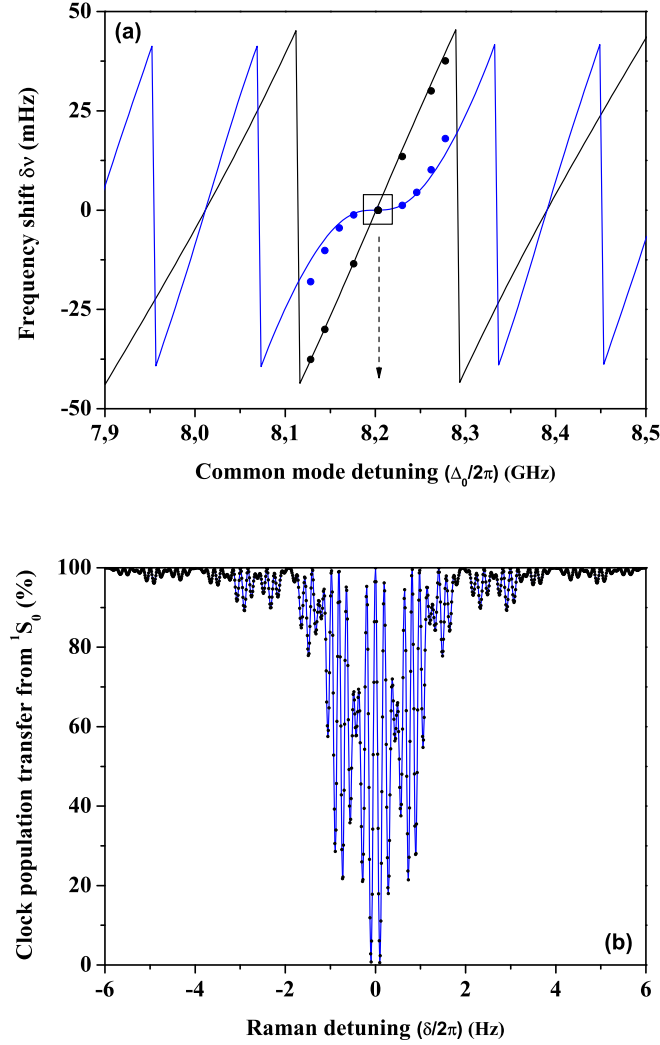 (a)
Frequency shift δν (mHz)
50
25
0
-25
-50
7,9 8,0 8,1 8,2 8,3 8,4 8,5
Common mode detuning (Δ₀/2π) (GHz)
Clock population transfer from ¹S₀ (%)
100
80
60
40
20
0
(b)
-6 -4 -2 0 2 4 6
Raman detuning (δ/2π) (Hz)